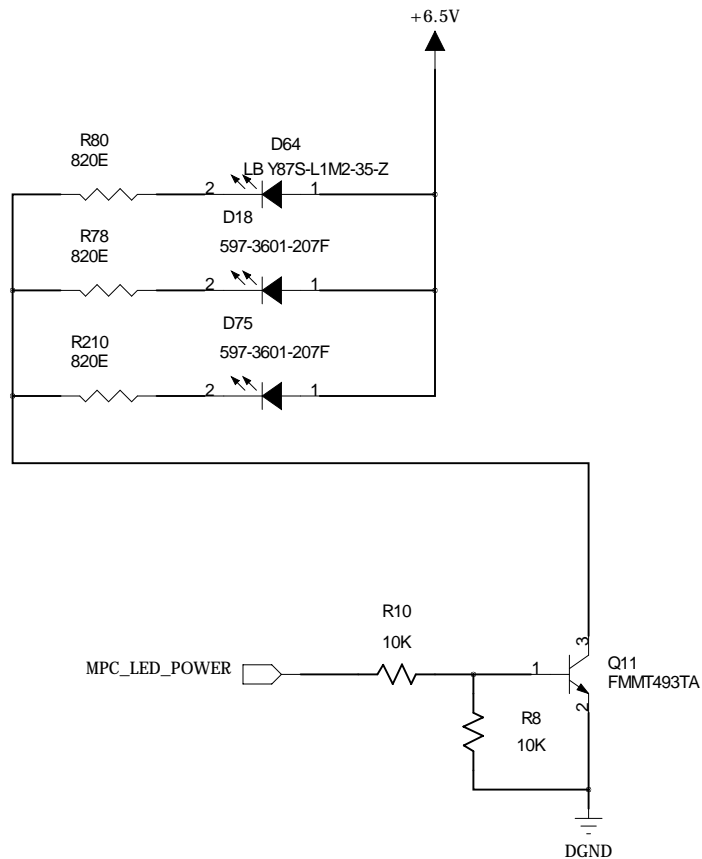 +6.5V
R80
820E
D64
LB Y87S-L1M2-35-Z
2
1
R78
820E
D18
597-3601-207F
2
1
R210
820E
D75
597-3601-207F
2
1
R10
10K
MPC_LED_POWER
1
3
2
Q11
FMMT493TA
R8
10K
DGND